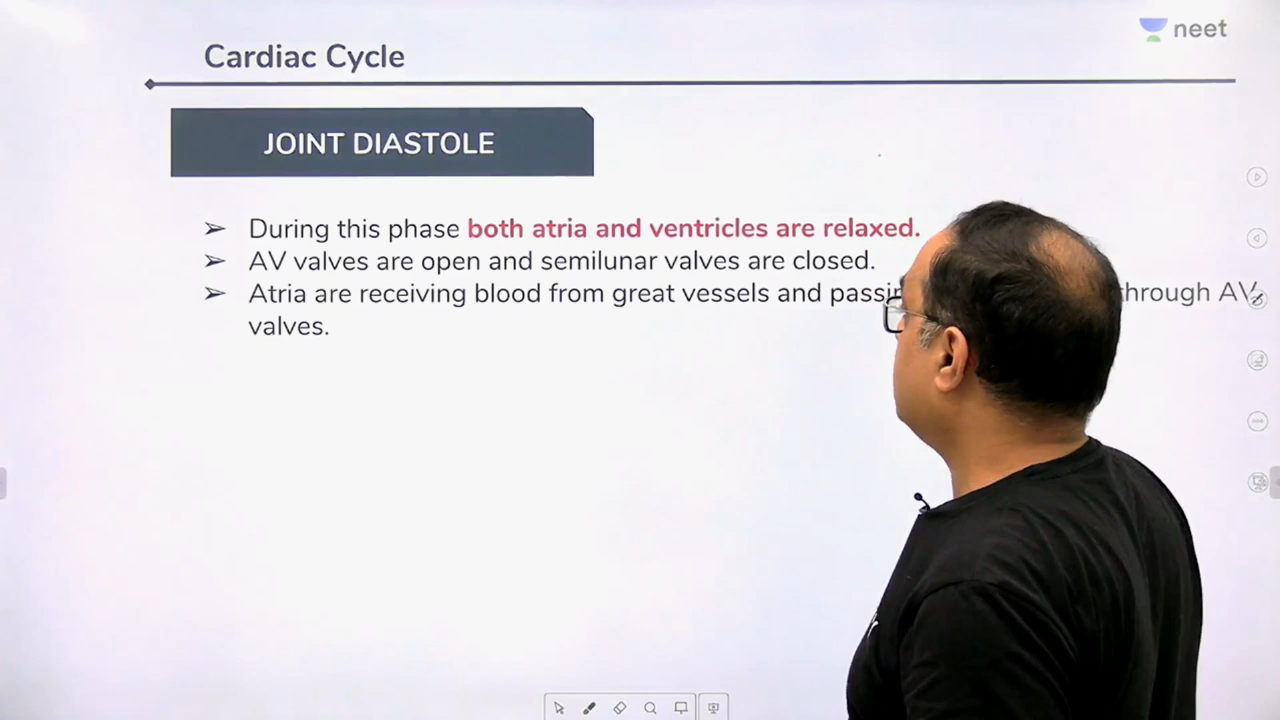 neet
Cardiac Cycle
JOINT DIASTOLE
➢ During this phase both atria and ventricles are relaxed.
➢ AV valves are open and semilunar valves are closed.
➢ Atria are receiving blood from great vessels and through AV
valves.